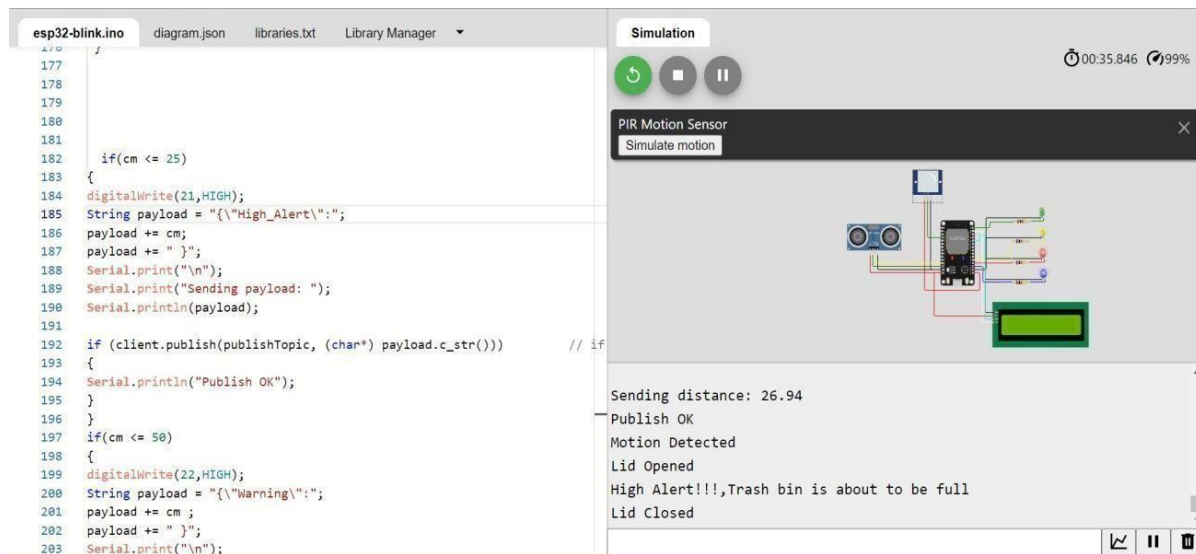 esp32-blink.ino diagram.json libraries.txt Library Manager
176 }
177
178
179
180
181
182 if(cm <= 25)
183 {
184 digitalWrite(21,HIGH);
185 String payload = "{\"High_Alert\":";
186 payload += cm;
187 payload += " }";
188 Serial.print("\n");
189 Serial.print("Sending payload: ");
190 Serial.println(payload);
191
192 if (client.publish(publishTopic, (char*) payload.c_str())) // if
193 {
194 Serial.println("Publish OK");
195 }
196 }
197 if(cm <= 50)
198 {
199 digitalWrite(22,HIGH);
200 String payload = "{\"Warning\":";
201 payload += cm ;
202 payload += " }";
203 Serial.print("\n");
Simulation
00:35.846 99%
PIR Motion Sensor
Simulate motion
Sending distance: 26.94
Publish OK
Motion Detected
Lid Opened
High Alert!!!,Trash bin is about to be full
Lid Closed